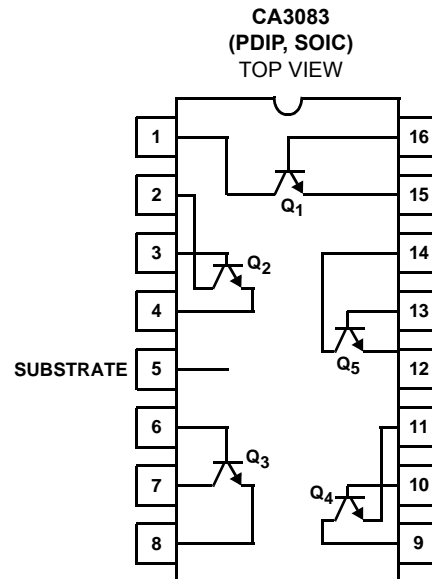 CA3083
(PDIP, SOIC)
TOP VIEW
1
16
2
Q1
15
3
Q2
14
4
13
SUBSTRATE
5
Q5
12
6
11
7
Q3
Q4
10
8
9